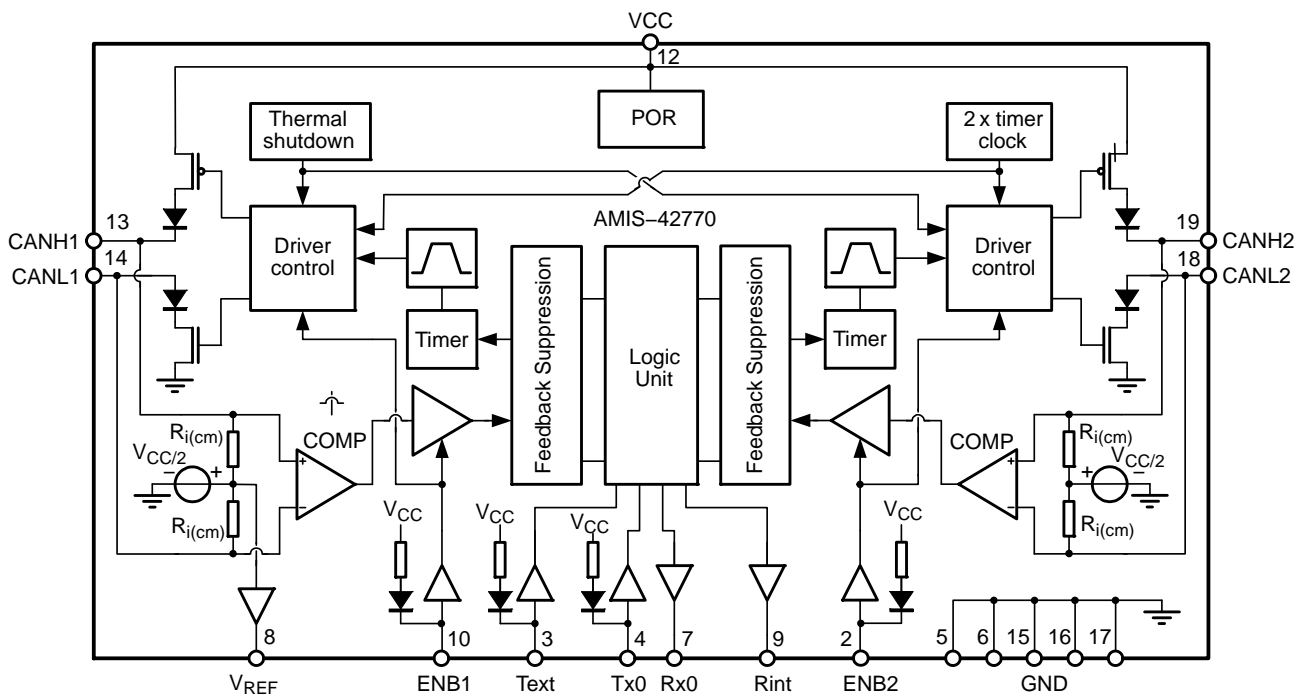 VCC
12
POR
Thermal
shutdown
2 x timer
clock
AMIS–42770
13
CANH1
14
CANL1
19
CANH2
18
CANL2
Driver
control
Driver
control
Timer
Feedback Suppression
Logic
Unit
Feedback Suppression
Timer
COMP
Ri(cm)
VCC/2
– +
+
–
Ri(cm)
COMP
Ri(cm)
VCC/2
+ –
+
–
Ri(cm)
VCC
VCC
VCC
VCC
8
10
3
4
7
9
2
5
6
15
16
17
VREF
ENB1
Text
Tx0
Rx0
Rint
ENB2
GND